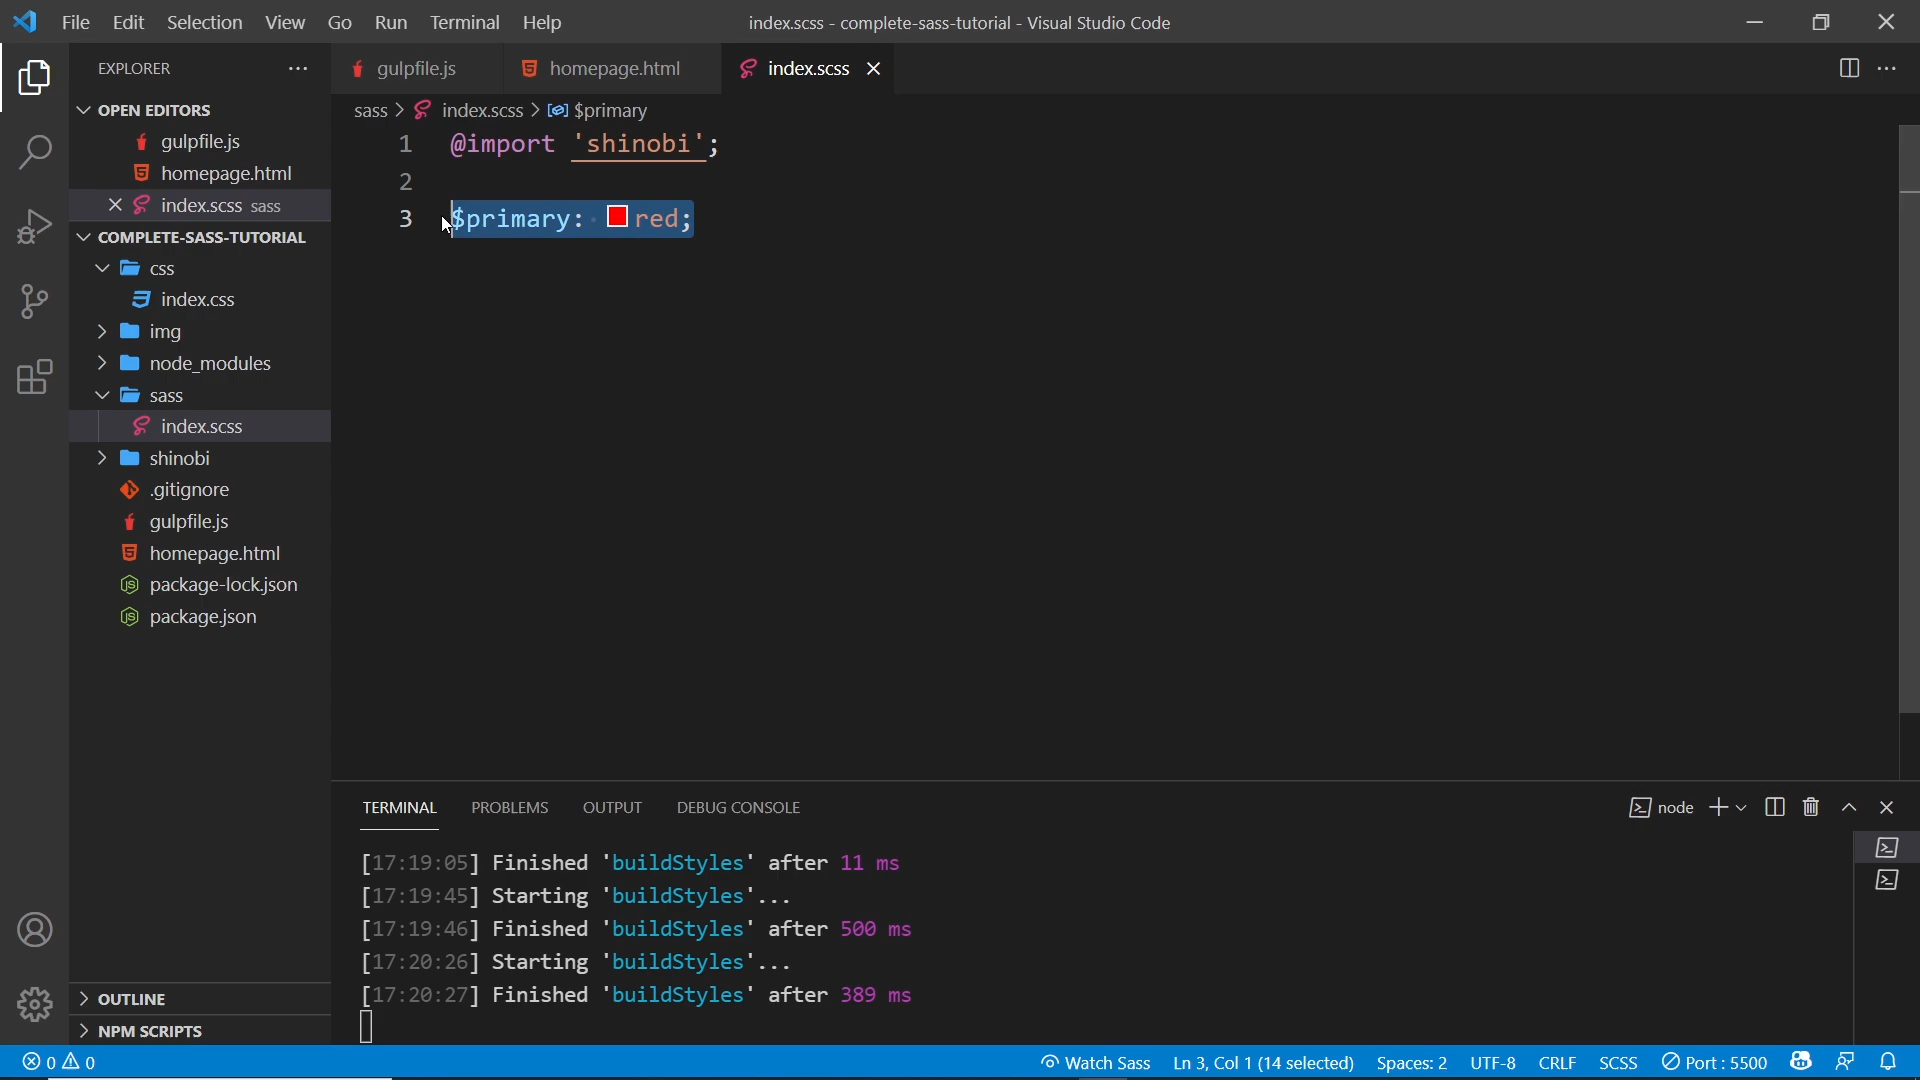 File Edit Selection View Go Run Terminal Help
index.scss - complete-sass-tutorial - Visual Studio Code
EXPLORER
OPEN EDITORS
gulpfile.js
homepage.html
index.scss sass
COMPLETE-SASS-TUTORIAL
css
index.css
img
node_modules
sass
index.scss
shinobi
.gitignore
gulpfile.js
homepage.html
package-lock.json
package.json
OUTLINE
NPM SCRIPTS
gulpfile.js homepage.html index.scss
sass > index.scss > $primary
1 @import 'shinobi';
2
3 $primary: red;
TERMINAL PROBLEMS OUTPUT DEBUG CONSOLE
node
[17:19:05] Finished 'buildStyles' after 11 ms
[17:19:45] Starting 'buildStyles'...
[17:19:46] Finished 'buildStyles' after 500 ms
[17:20:26] Starting 'buildStyles'...
[17:20:27] Finished 'buildStyles' after 389 ms
0 0 Watch Sass Ln 3, Col 1 (14 selected) Spaces: 2 UTF-8 CRLF SCSS Port : 5500